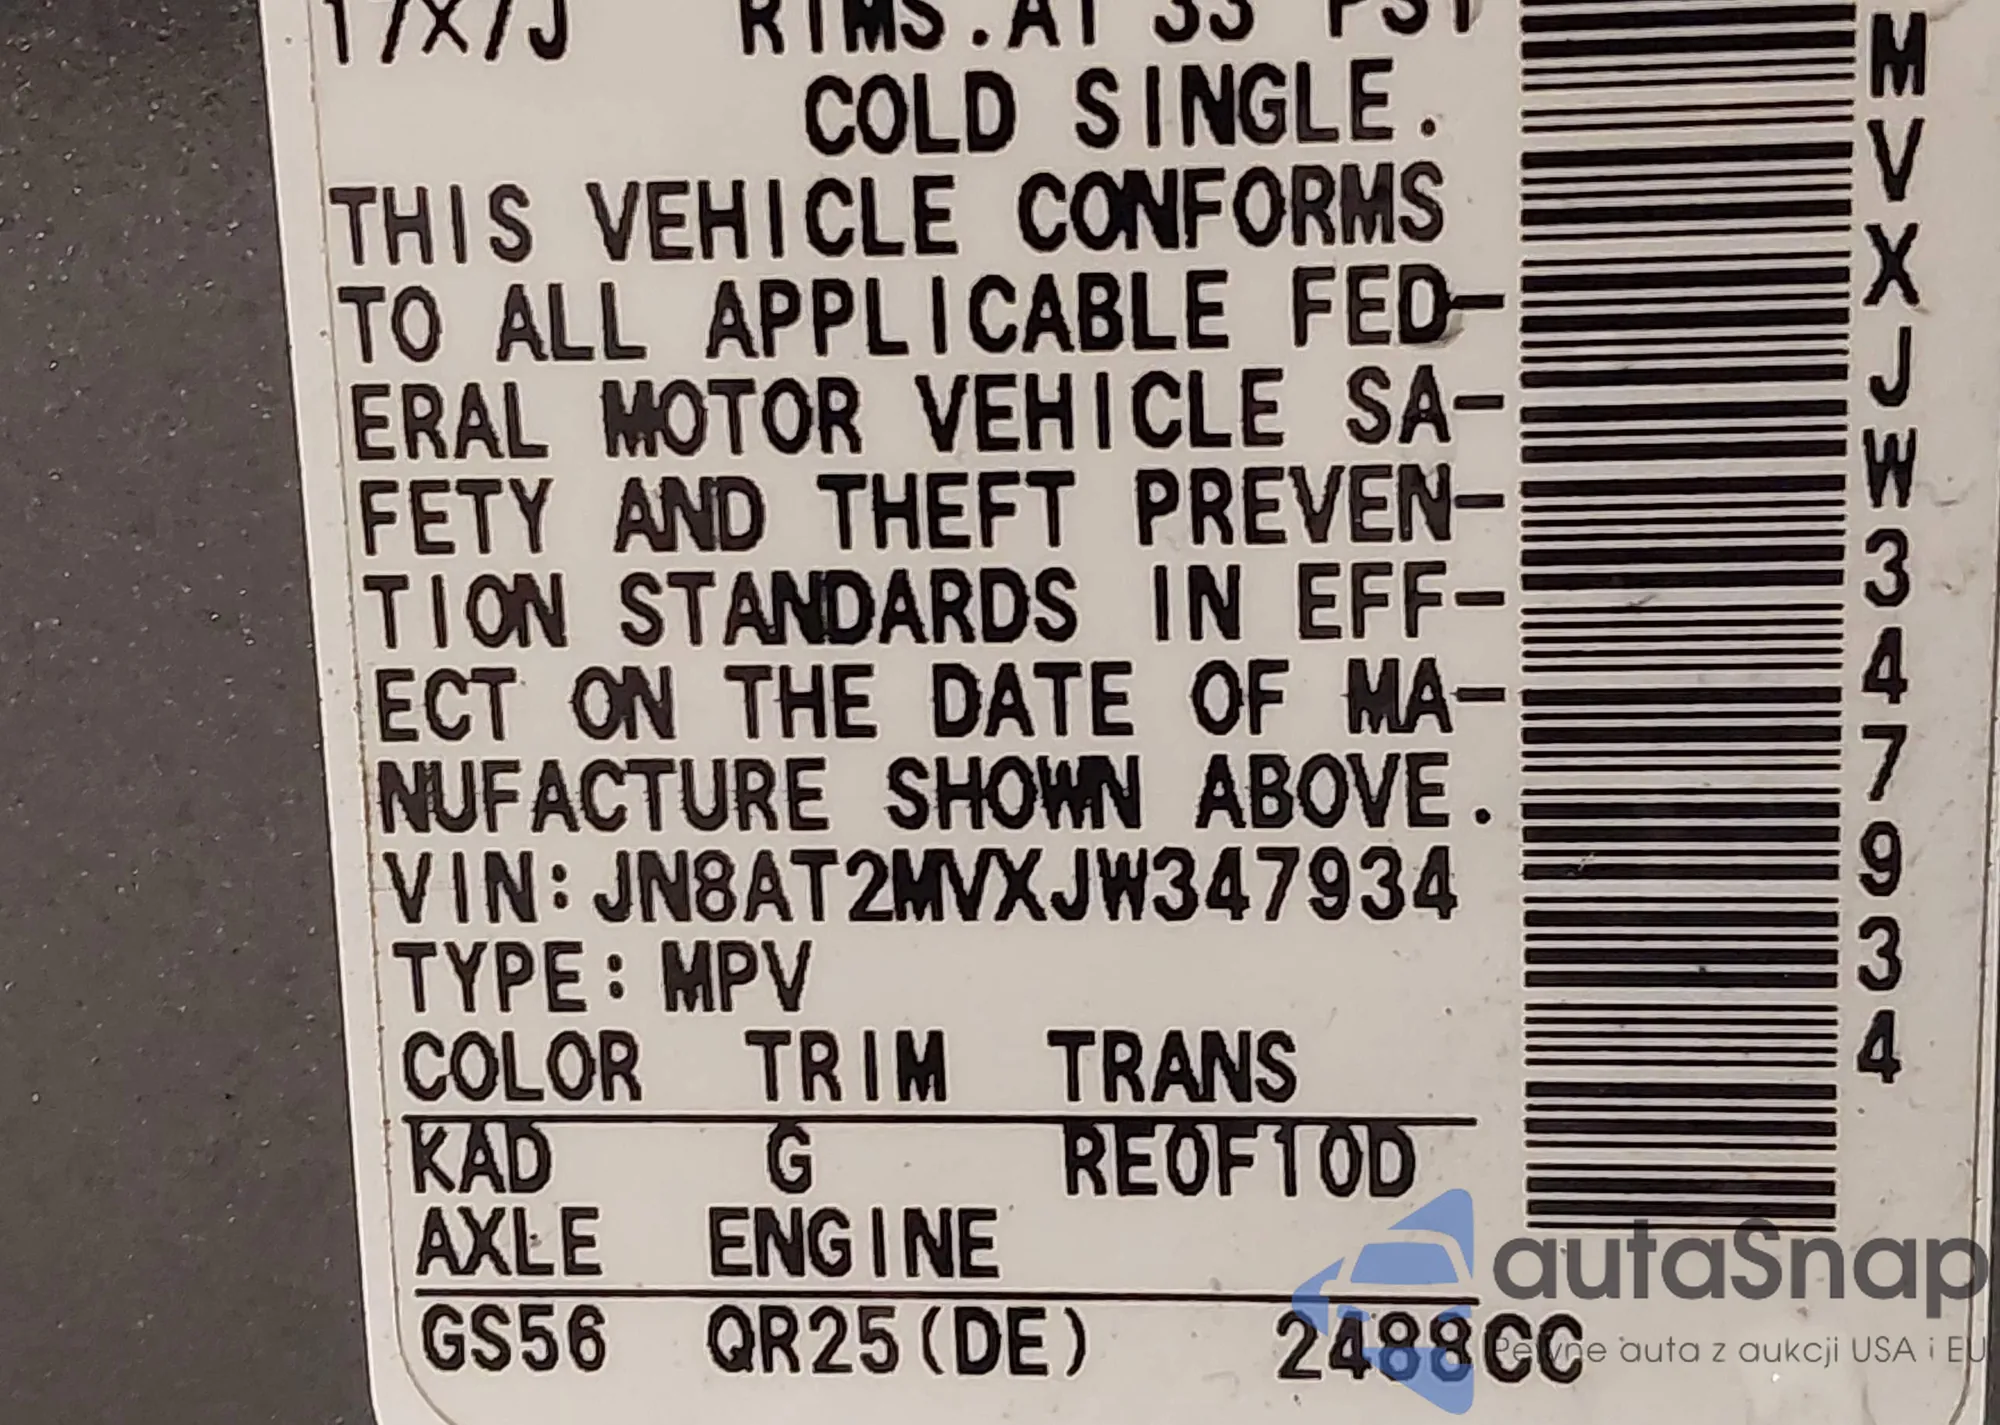 17X7J RIMS.AT 33 PSI
COLD SINGLE.
THIS VEHICLE CONFORMS
TO ALL APPLICABLE FED-
ERAL MOTOR VEHICLE SA-
FETY AND THEFT PREVEN-
TION STANDARDS IN EFF-
ECT ON THE DATE OF MA-
NUFACTURE SHOWN ABOVE.
VIN:JN8AT2MVXJW347934
TYPE:MPV
COLOR TRIM TRANS
KAD G RE0F10D
AXLE ENGINE
GS56 QR25(DE) 2488CC
MVXJW347934
autaSnap
Pewne auta z aukcji USA i EU